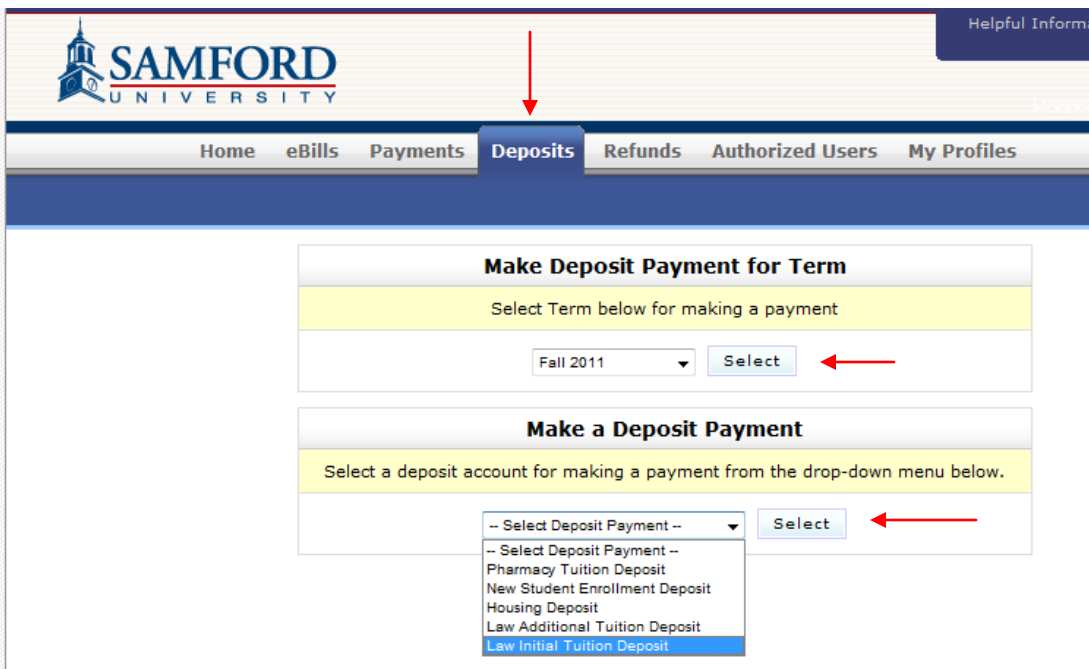 Helpful Inform
SAMFORD
UNIVERSITY
Home eBills Payments Deposits Refunds Authorized Users My Profiles
Make Deposit Payment for Term
Select Term below for making a payment
Fall 2011 Select
Make a Deposit Payment
Select a deposit account for making a payment from the drop-down menu below.
-- Select Deposit Payment -- Select
-- Select Deposit Payment --
Pharmacy Tuition Deposit
New Student Enrollment Deposit
Housing Deposit
Law Additional Tuition Deposit
Law Initial Tuition Deposit